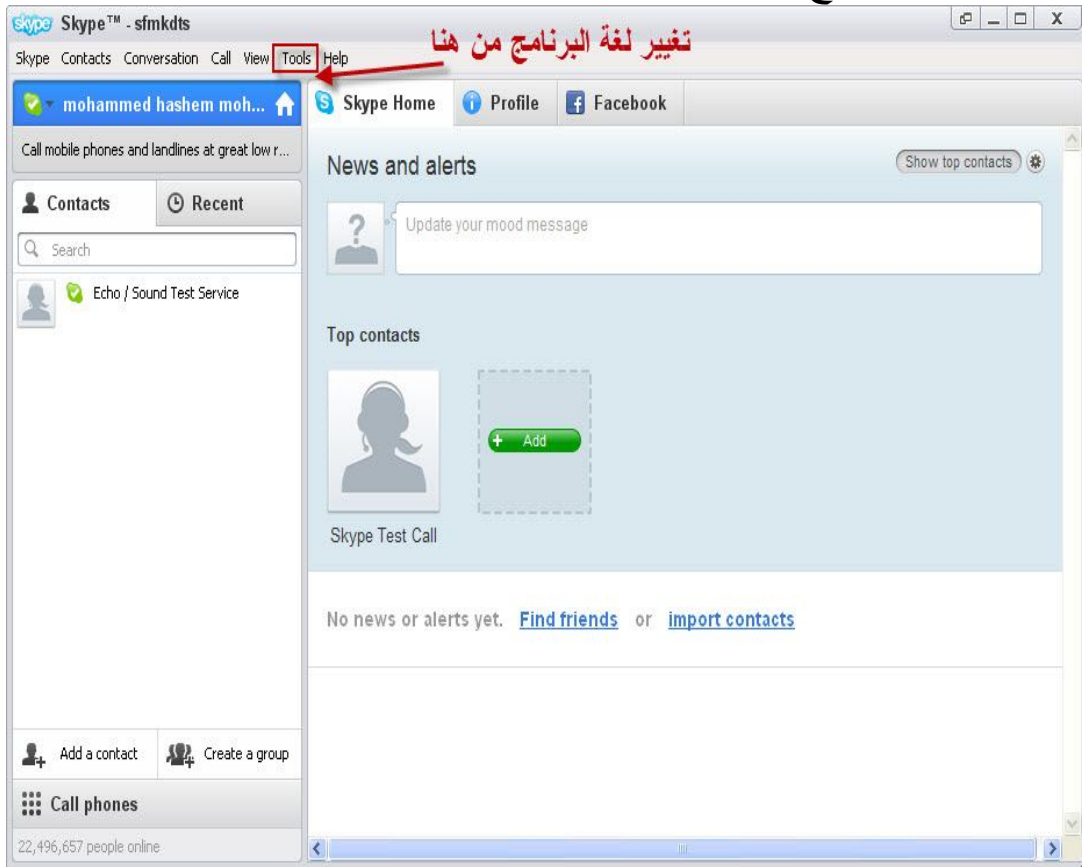 Skype™ - sfmkdts
تغيير لغة البرنامج من هنا
Skype Contacts Conversation Call View Tools Help
mohammed hashem moh...
Skype Home Profile Facebook
Call mobile phones and landlines at great low r...
News and alerts
Show top contacts
Contacts Recent
Update your mood message
Search
Echo / Sound Test Service
Top contacts
+ Add
Skype Test Call
No news or alerts yet. Find friends or import contacts
Add a contact Create a group
Call phones
22,496,657 people online